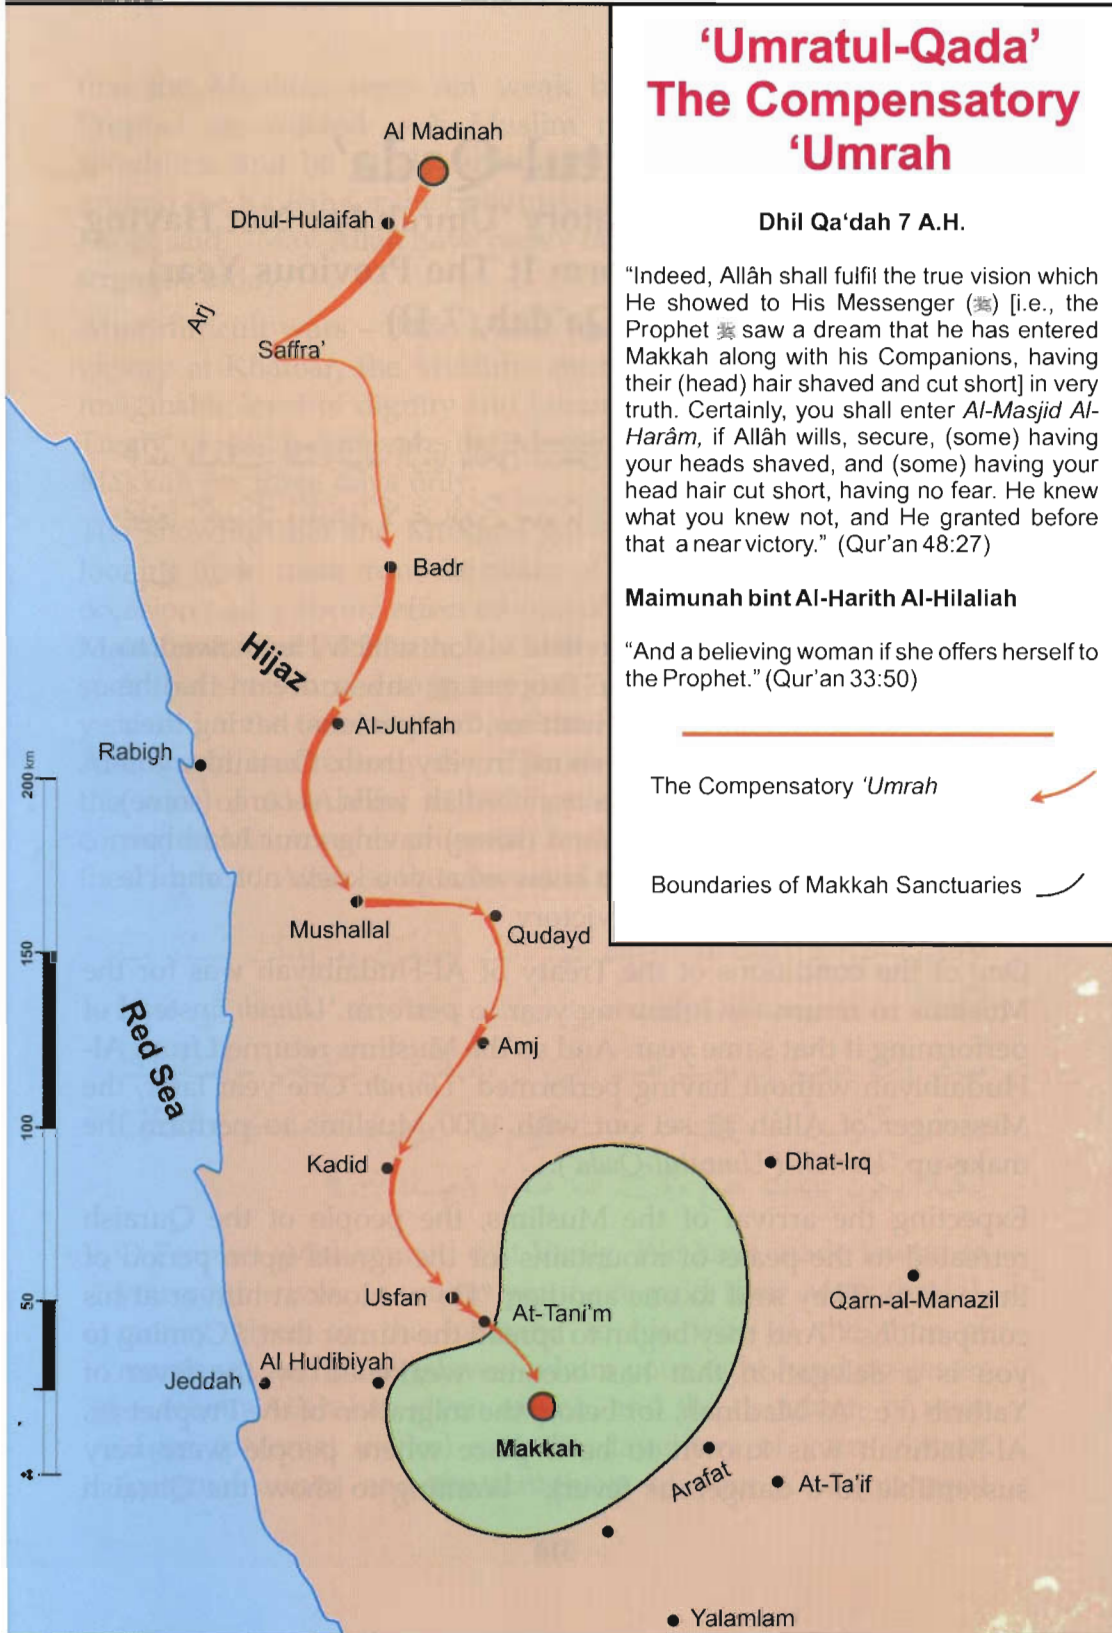 ‘Umratul-Qada’
The Compensatory
‘Umrah
Dhil Qa‘dah 7 A.H.
“Indeed, Allâh shall fulfil the true vision which
He showed to His Messenger (ﷺ) [i.e., the
Prophet ﷺ saw a dream that he has entered
Makkah along with his Companions, having
their (head) hair shaved and cut short] in very
truth. Certainly, you shall enter Al-Masjid Al-
Harâm, if Allâh wills, secure, (some) having
your heads shaved, and (some) having your
head hair cut short, having no fear. He knew
what you knew not, and He granted before
that a near victory.” (Qur’an 48:27)
Maimunah bint Al-Harith Al-Hilaliah
“And a believing woman if she offers herself to
the Prophet.” (Qur’an 33:50)
The Compensatory ‘Umrah
Boundaries of Makkah Sanctuaries
Al Madinah
Dhul-Hulaifah
Arj
Saffra’
Badr
Hijaz
Al-Juhfah
Rabigh
200 km
Mushallal
Qudayd
150
Red Sea
Amj
100
Kadid
Dhat-Irq
50
Usfan
At-Tani’m
Qarn-al-Manazil
Al Hudibiyah
Jeddah
Makkah
Arafat
At-Ta’if
Yalamlam